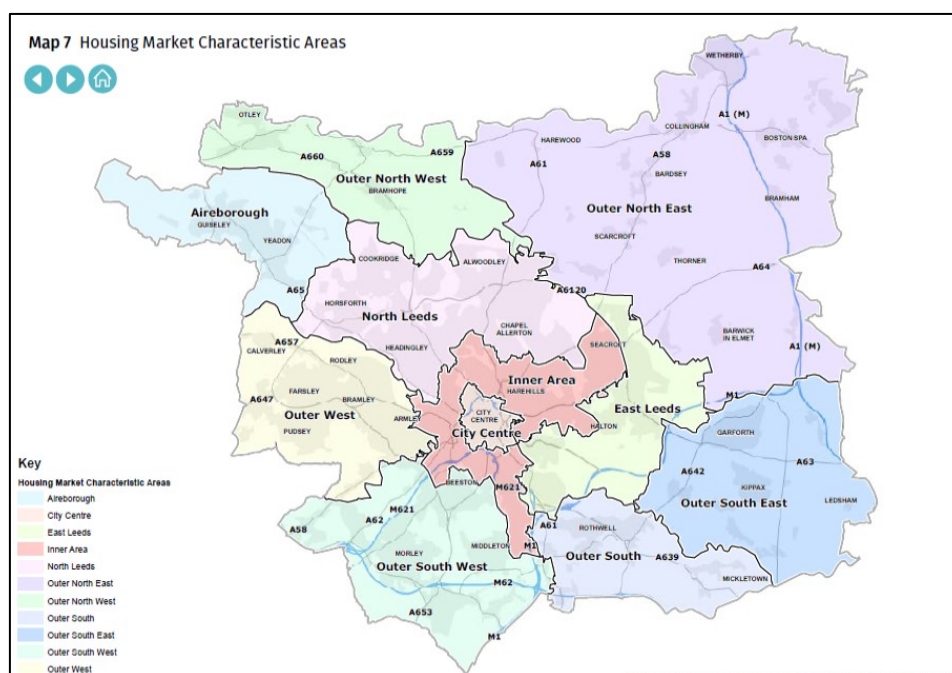 Map 7 Housing Market Characteristic Areas
WETHERBY
OTLEY
A1 (M)
COLLINGHAM
HAREWOOD
BOSTON SPA
A659
A660
A61
A58
Outer North West
BARDSEY
BRAMHOPE
BRAMHAM
Outer North East
Aireborough
GUISELEY
YEADON
SCARCROFT
COOKRIDGE
ALWOODLEY
THORNER
A64
A65
A6120
HORSFORTH
North Leeds
CHAPEL
ALLERTON
BARWICK
IN ELMET
A657
CALVERLEY
HEADINGLEY
SEACROFT
A1 (M)
RODLEY
Inner Area
FARSLEY
HAREHILLS
A647
BRAMLEY
M1
Outer West
ARMLEY
CITY
CENTRE
East Leeds
PUDSEY
City Centre
HALTON
GARFORTH
A63
A642
BEESTON
M621
KIPPAX
Outer South East
LEDSHAM
M621
A58
A62
A61
ROTHWELL
MORLEY
MIDDLETON
M1
Outer South
A639
Outer South West
MICKLETOWN
M62
A653
M1
Key
Housing Market Characteristic Areas
Aireborough
City Centre
East Leeds
Inner Area
North Leeds
Outer North East
Outer North West
Outer South
Outer South East
Outer South West
Outer West